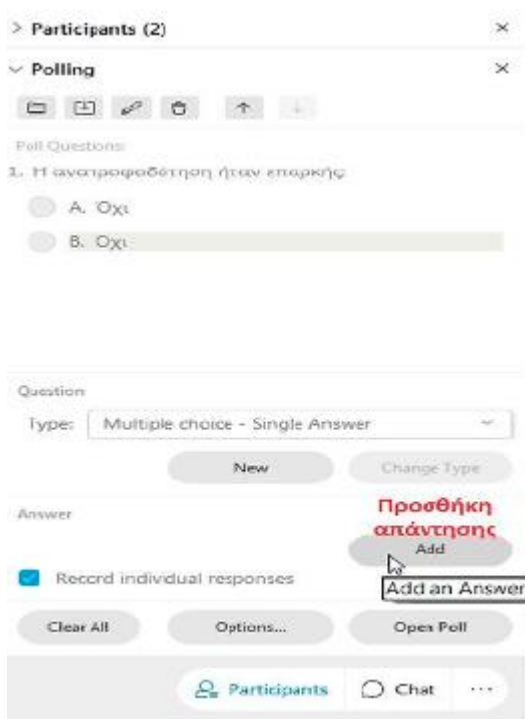 Participants (2)
Polling
Poll Questions:
1. Η ανατροφοδότηση ήταν επαρκής;
A. Όχι
B. Όχι
Question
Type: Multiple choice - Single Answer
New Change Type
Answer
Προσθήκη
απάντησης
Add
Record individual responses
Add an Answer
Clear All Options... Open Poll
Participants Chat ...